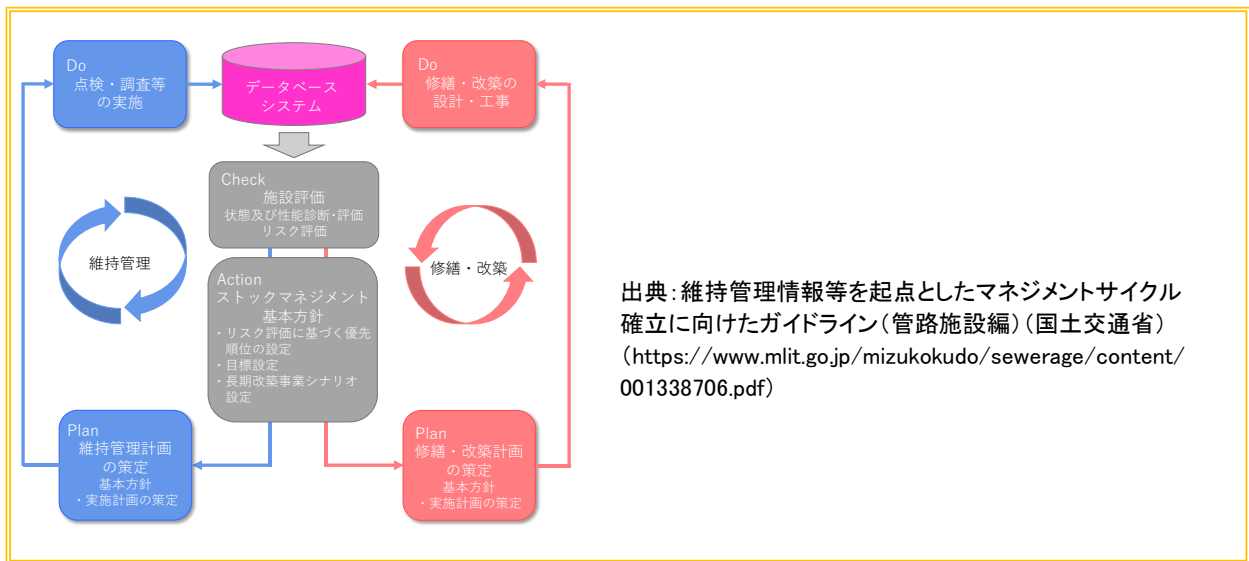 Do
点検・調査等
の実施
データベース
システム
Do
修繕・改築の
設計・工事
Check
施設評価
状態及び性能診断・評価
リスク評価
維持管理
修繕・改築
Action
ストックマネジメント
基本方針
・リスク評価に基づく優先
順位の設定
・目標設定
・長期改築事業シナリオ
設定
Plan
維持管理計画
の策定
基本方針
・実施計画の策定
Plan
修繕・改築計画
の策定
基本方針
・実施計画の策定
出典：維持管理情報等を起点としたマネジメントサイクル
確立に向けたガイドライン（管路施設編）（国土交通省）
（https://www.mlit.go.jp/mizukokudo/sewerage/content/
001338706.pdf）